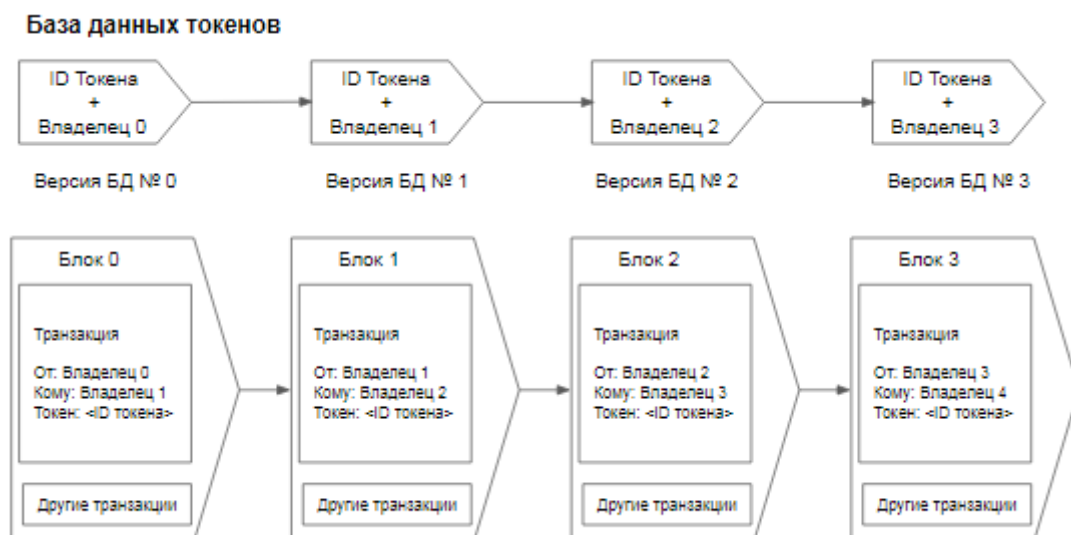 База данных токенов
ID Токена
+
Владелец 0
ID Токена
+
Владелец 1
ID Токена
+
Владелец 2
ID Токена
+
Владелец 3
Версия БД № 0
Версия БД № 1
Версия БД № 2
Версия БД № 3
Блок 0
Транзакция
От: Владелец 0
Кому: Владелец 1
Токен: <ID токена>
Другие транзакции
Блок 1
Транзакция
От: Владелец 1
Кому: Владелец 2
Токен: <ID токена>
Другие транзакции
Блок 2
Транзакция
От: Владелец 2
Кому: Владелец 3
Токен: <ID токена>
Другие транзакции
Блок 3
Транзакция
От: Владелец 3
Кому: Владелец 4
Токен: <ID токена>
Другие транзакции